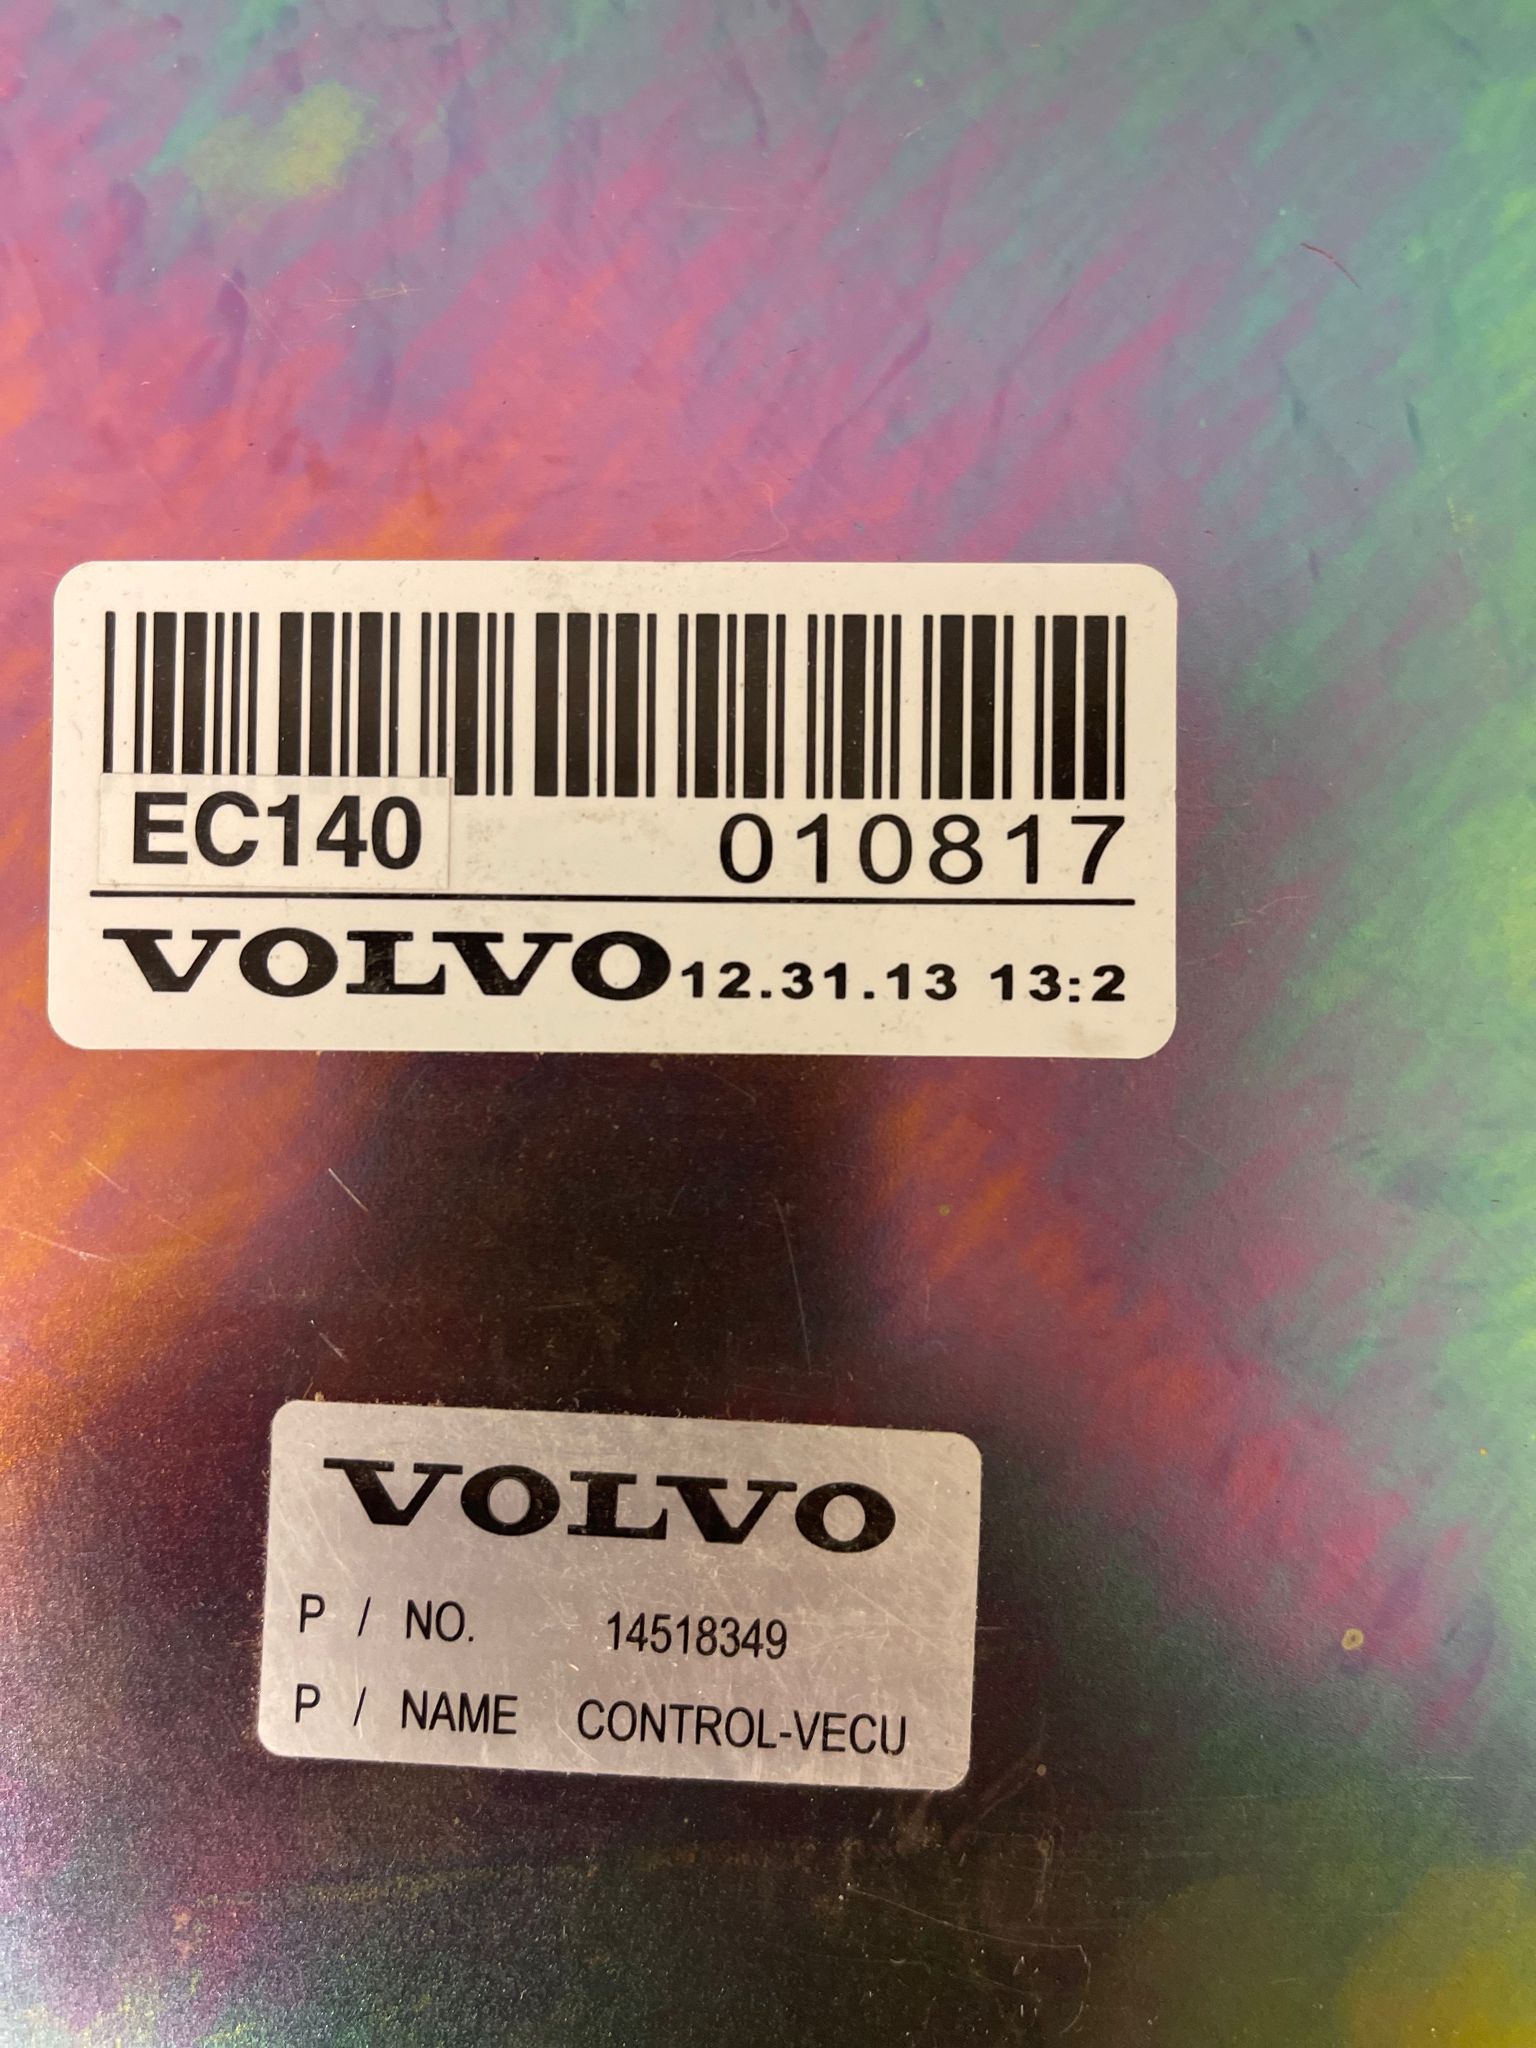 EC140 010817
VOLVO 12.31.13 13:2
VOLVO
P / NO. 14518349
P / NAME CONTROL-VECU